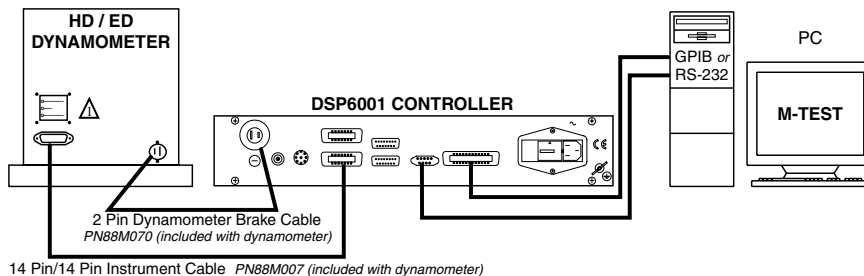 HD / ED
DYNAMOMETER
DSP6001 CONTROLLER
GPIB or
RS-232
PC
M-TEST
2 Pin Dynamometer Brake Cable
PN88M070 (included with dynamometer)
14 Pin/14 Pin Instrument Cable PN88M007 (included with dynamometer)